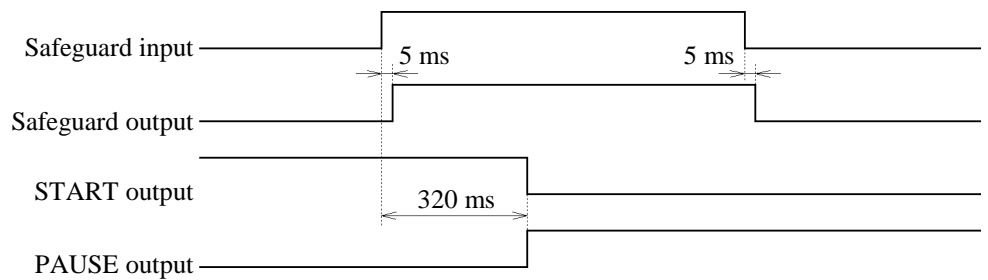 Safeguard input
5 ms
5 ms
Safeguard output
START output
320 ms
PAUSE output